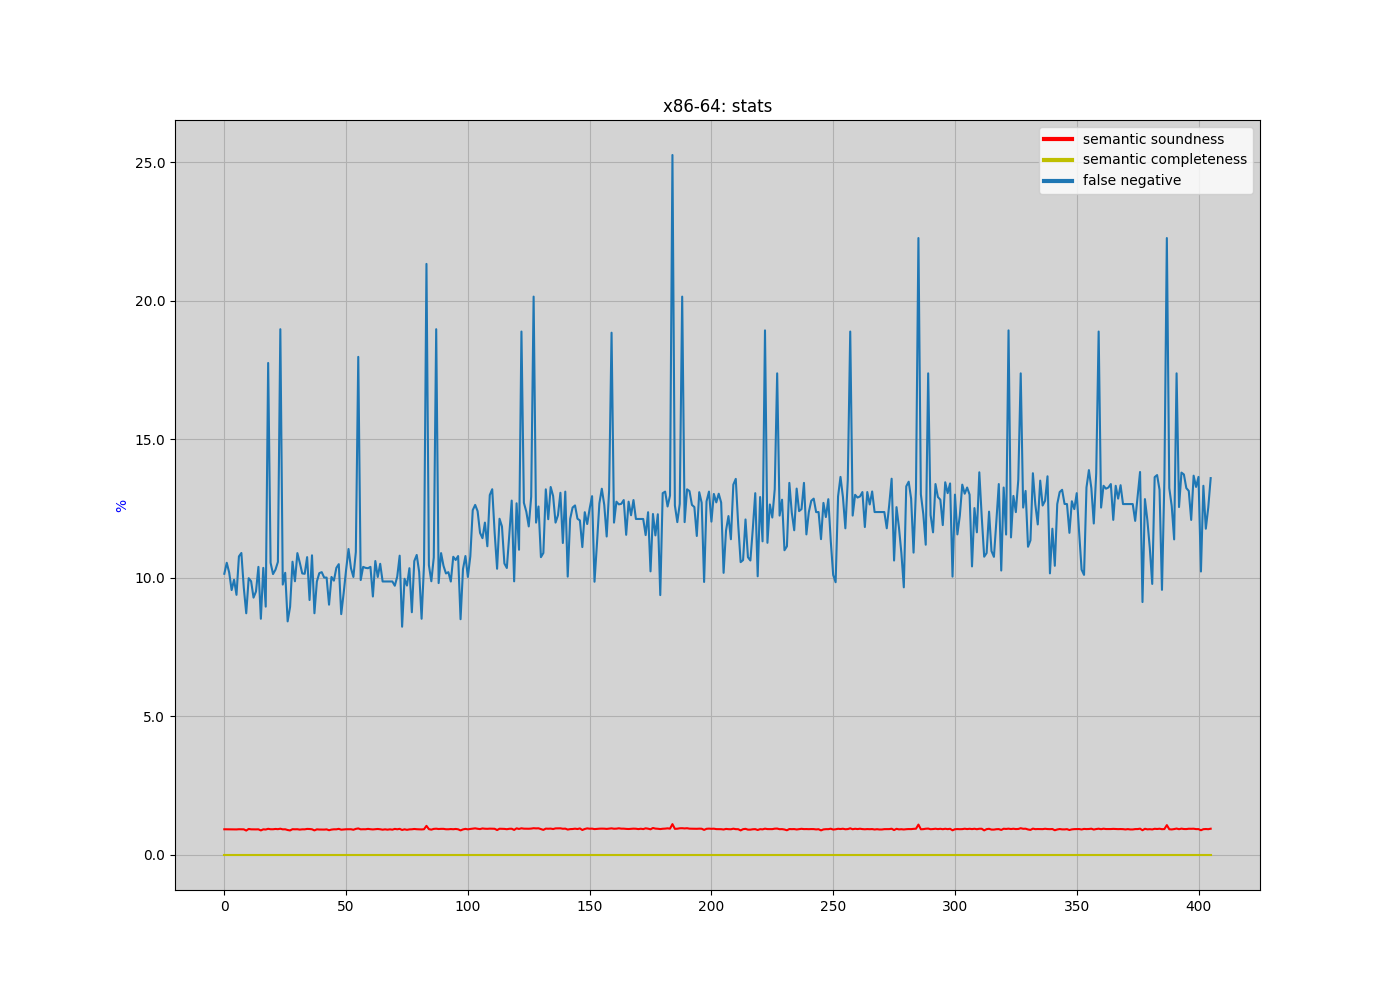 x86-64: stats
semantic soundness
semantic completeness
false negative
25.0
20.0
15.0
%
10.0
5.0
0.0
0 50 100 150 200 250 300 350 400